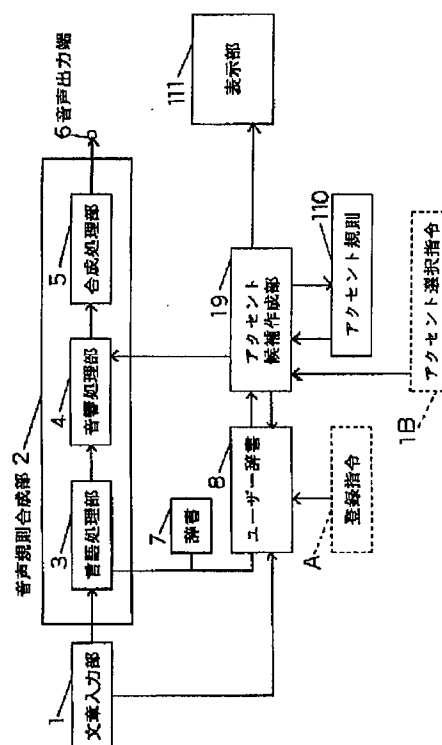 音声規則合成部 2
1
文章入力部
3
言語処理部
4
音響処理部
5
合成処理部
6 音声出力端
7
辞書
8
ユーザー辞書
A
登録指令
19
アクセント
候補作成部
110
アクセント規則
1B
アクセント選択指令
111
表示部